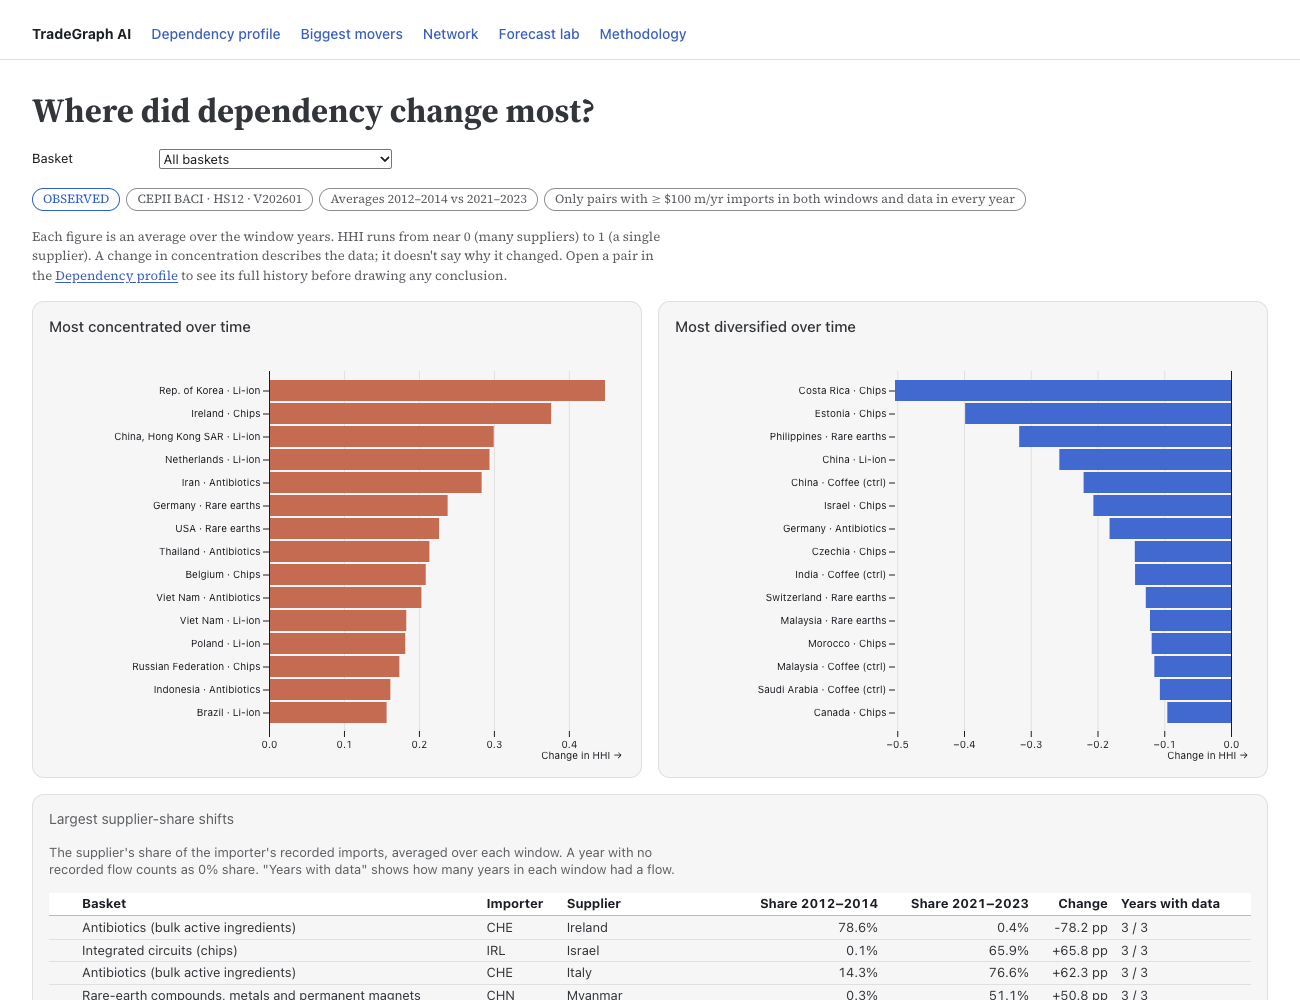 TradeGraph AI Dependency profile Biggest movers Network Forecast lab Methodology
Where did dependency change most?
Basket All baskets
OBSERVED CEPII BACI · HS12 · V202601 Averages 2012–2014 vs 2021–2023 Only pairs with ≥ $100 m/yr imports in both windows and data in every year
Each figure is an average over the window years. HHI runs from near 0 (many suppliers) to 1 (a single
supplier). A change in concentration describes the data; it doesn't say why it changed. Open a pair in
the Dependency profile to see its full history before drawing any conclusion.
Most concentrated over time
Rep. of Korea · Li-ion
Ireland · Chips
China, Hong Kong SAR · Li-ion
Netherlands · Li-ion
Iran · Antibiotics
Germany · Rare earths
USA · Rare earths
Thailand · Antibiotics
Belgium · Chips
Viet Nam · Antibiotics
Viet Nam · Li-ion
Poland · Li-ion
Russian Federation · Chips
Indonesia · Antibiotics
Brazil · Li-ion
0.0 0.1 0.2 0.3 0.4
Change in HHI →
Most diversified over time
Costa Rica · Chips
Estonia · Chips
Philippines · Rare earths
China · Li-ion
China · Coffee (ctrl)
Israel · Chips
Germany · Antibiotics
Czechia · Chips
India · Coffee (ctrl)
Switzerland · Rare earths
Malaysia · Rare earths
Morocco · Chips
Malaysia · Coffee (ctrl)
Saudi Arabia · Coffee (ctrl)
Canada · Chips
−0.5 −0.4 −0.3 −0.2 −0.1 0.0
Change in HHI →
Largest supplier-share shifts
The supplier's share of the importer's recorded imports, averaged over each window. A year with no
recorded flow counts as 0% share. "Years with data" shows how many years in each window had a flow.
Basket Importer Supplier Share 2012–2014 Share 2021–2023 Change Years with data
Antibiotics (bulk active ingredients) CHE Ireland 78.6% 0.4% -78.2 pp 3 / 3
Integrated circuits (chips) IRL Israel 0.1% 65.9% +65.8 pp 3 / 3
Antibiotics (bulk active ingredients) CHE Italy 14.3% 76.6% +62.3 pp 3 / 3
Rare-earth compounds, metals and permanent magnets CHN Myanmar 0.3% 51.1% +50.8 pp 3 / 3